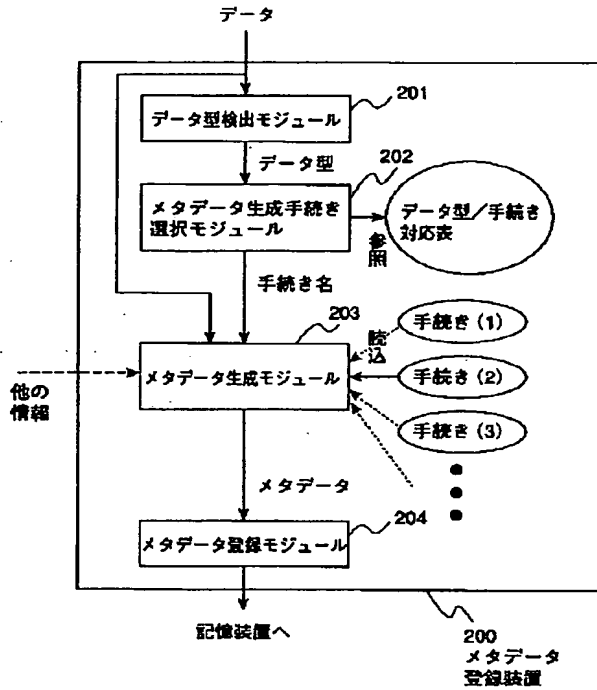 データ
データ型検出モジュール
201
データ型
202
メタデータ生成手続き
選択モジュール
参照
データ型／手続き
対応表
手続き名
203
メタデータ生成モジュール
読込
手続き（1）
手続き（2）
手続き（3）
他の
情報
メタデータ
204
メタデータ登録モジュール
記憶装置へ
200
メタデータ
登録装置